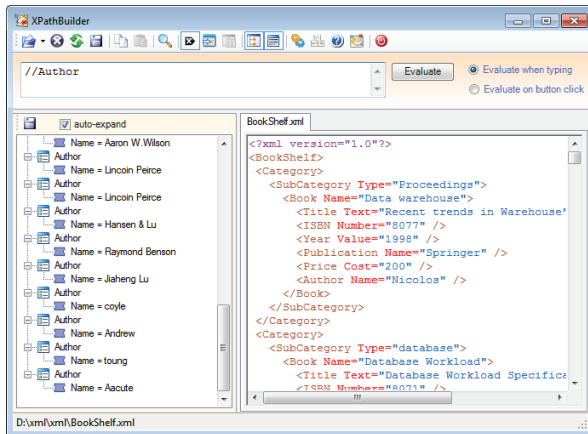 XPathBuilder
//Author
Evaluate
Evaluate when typing
Evaluate on button click
auto-expand
Name = Aaron W.Wilson
Author
Name = Lincoin Peirce
Author
Name = Lincoin Peirce
Author
Name = Hansen & Lu
Author
Name = Raymond Benson
Author
Name = Jiaheng Lu
Author
Name = coyle
Author
Name = Andrew
Author
Name = toung
Author
Name = Aacute
BookShelf.xml
<?xml version="1.0"?>
<BookShelf>
<Category>
<SubCategory Type="Proceedings">
<Book Name="Data warehouse">
<Title Text="Recent trends in Warehouse"
<ISBN Number="8077" />
<Year Value="1998" />
<Publication Name="Springer" />
<Price Cost="200" />
<Author Name="Nicolos" />
</Book>
</SubCategory>
</Category>
<Category>
<SubCategory Type="database">
<Book Name="Database Workload">
<Title Text="Database Workload Specifica
<ISBN Number="8071" />
D:\xml\xml\BookShelf.xml